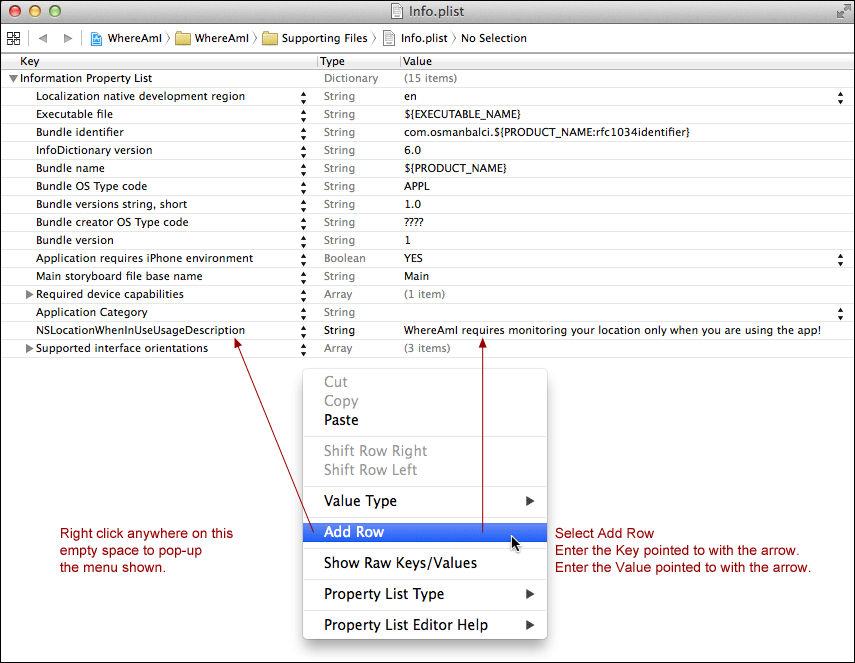 Info.plist
WhereAmI WhereAmI Supporting Files Info.plist No Selection
Key Type Value
Information Property List Dictionary (15 items)
Localization native development region String en
Executable file String ${EXECUTABLE_NAME}
Bundle identifier String com.osmanbalci.${PRODUCT_NAME:rfc1034identifier}
InfoDictionary version String 6.0
Bundle name String ${PRODUCT_NAME}
Bundle OS Type code String APPL
Bundle versions string, short String 1.0
Bundle creator OS Type code String ????
Bundle version String 1
Application requires iPhone environment Boolean YES
Main storyboard file base name String Main
Required device capabilities Array (1 item)
Application Category String
NSLocationWhenInUseUsageDescription String WhereAmI requires monitoring your location only when you are using the app!
Supported interface orientations Array (3 items)
Cut
Copy
Paste
Shift Row Right
Shift Row Left
Value Type
Add Row
Show Raw Keys/Values
Property List Type
Property List Editor Help
Right click anywhere on this
empty space to pop-up
the menu shown.
Select Add Row
Enter the Key pointed to with the arrow.
Enter the Value pointed to with the arrow.